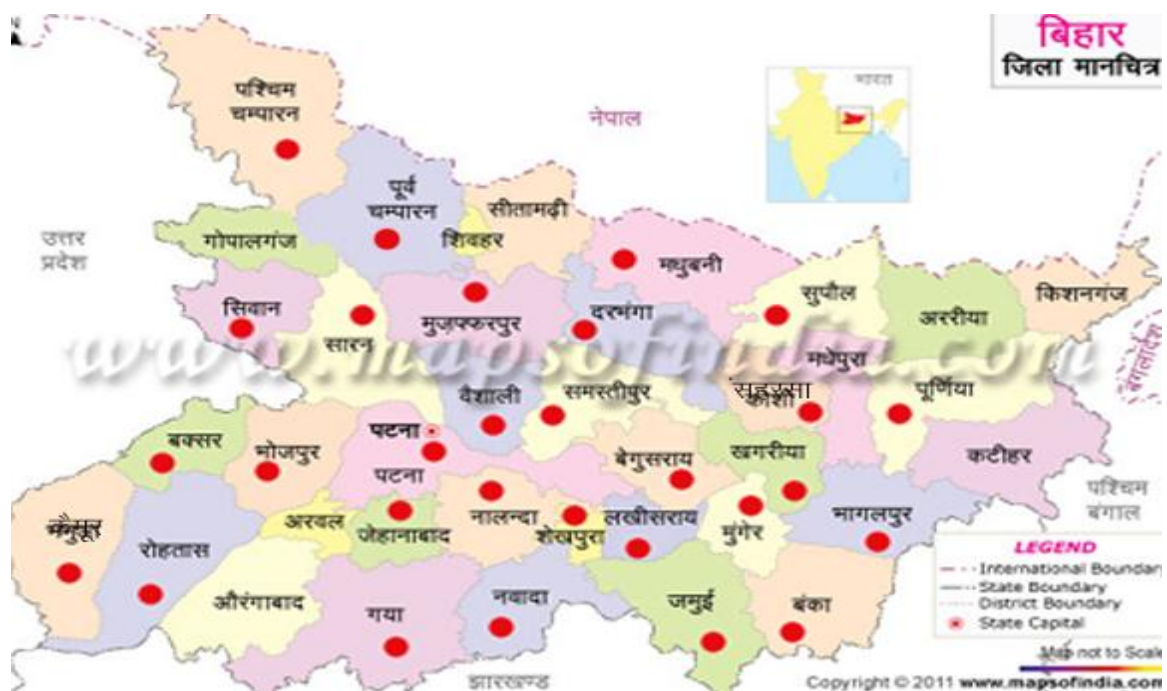 बिहार
जिला मानचित्र
भारत
नेपाल
पश्चिम
चम्पारन
पूर्व
चम्पारन
सीतामढ़ी
शिवहर
गोपालगंज
उत्तर
प्रदेश
मधुबनी
सुपौल
किशनगंज
अररीया
सिवान
सारन
मुज़फ्फरपुर
दरभंगा
मधेपुरा
www.mapsofindia.com
बंगलादेश
वैशाली
समस्तीपुर
सहरसा
कोशी
पूर्णिया
बक्सर
भोजपुर
पटना
पटना
बेगुसराय
खगरीया
कटीहर
पश्चिम
बंगाल
कैमूर
रोहतास
अरवल
जेहानाबाद
नालन्दा
शेखपुरा
लखीसराय
मुंगेर
भागलपुर
औरंगाबाद
गया
नवादा
जमुई
बंका
झारखण्ड
LEGEND
International Boundary
State Boundary
District Boundary
State Capital
Map not to Scale
Copyright © 2011 www.mapsofindia.com